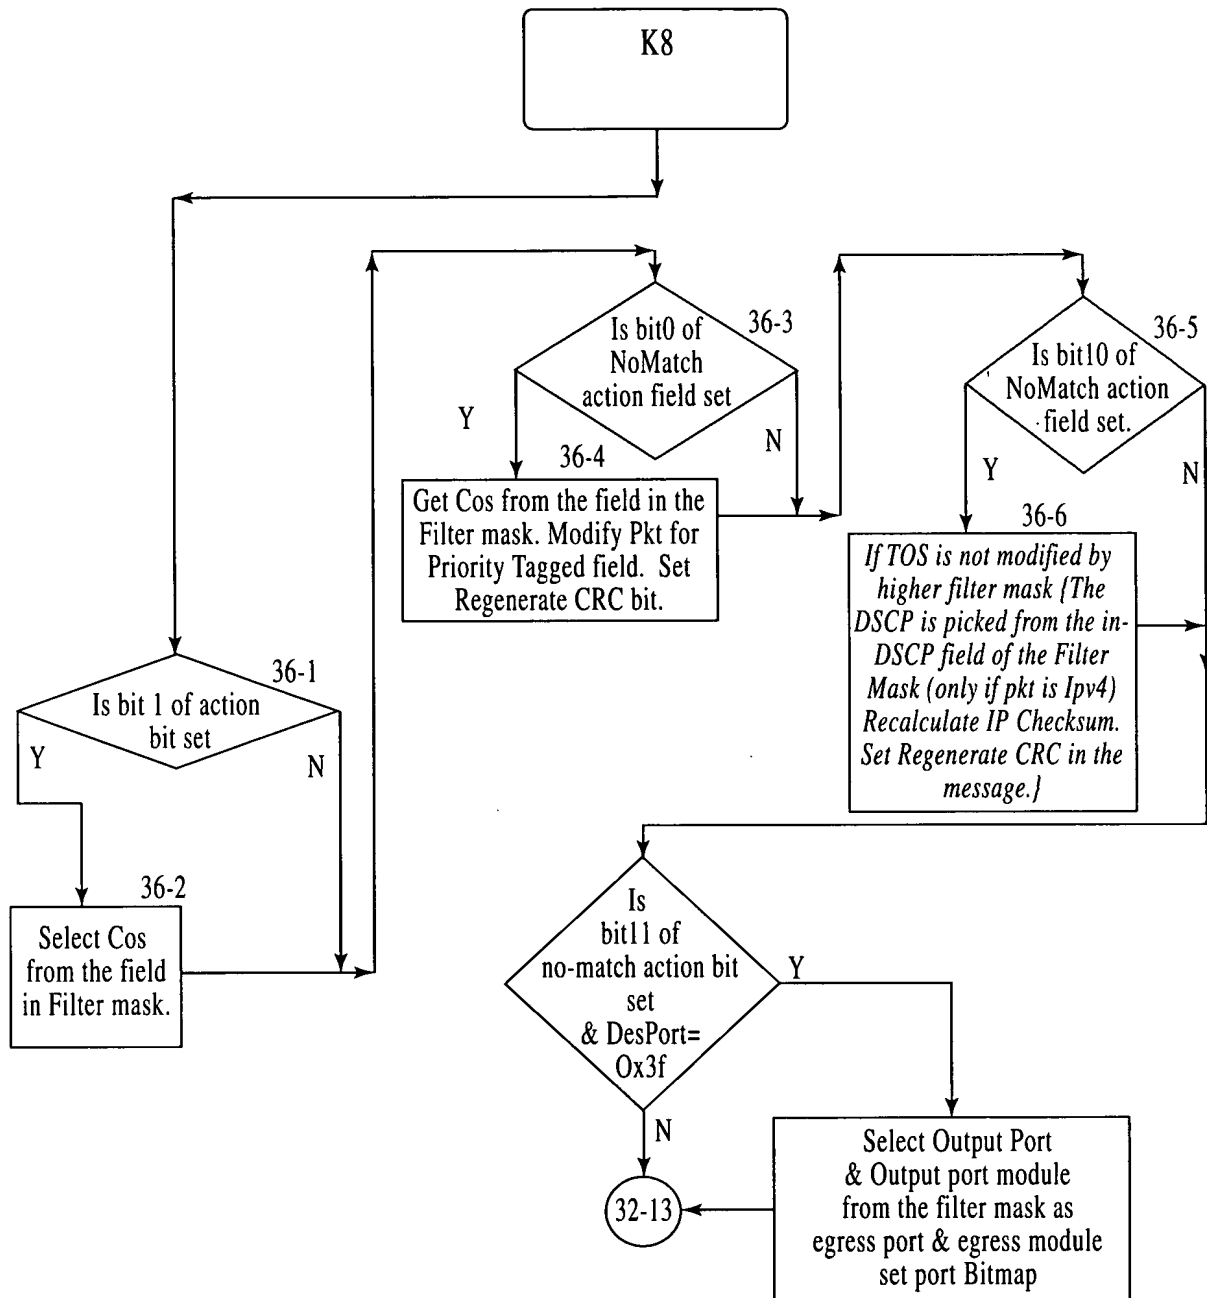 K8
36-1
Is bit 1 of action
bit set
Y
N
36-2
Select Cos
from the field
in Filter mask.
36-3
Is bit0 of
NoMatch
action field set
Y
N
36-4
Get Cos from the field in the
Filter mask. Modify Pkt for
Priority Tagged field. Set
Regenerate CRC bit.
36-5
Is bit10 of
NoMatch action
field set.
Y
N
36-6
If TOS is not modified by
higher filter mask {The
DSCP is picked from the in-
DSCP field of the Filter
Mask (only if pkt is Ipv4)
Recalculate IP Checksum.
Set Regenerate CRC in the
message.}
Is
bit11 of
no-match action bit
set
& DesPort=
Ox3f
Y
N
32-13
Select Output Port
& Output port module
from the filter mask as
egress port & egress module
set port Bitmap